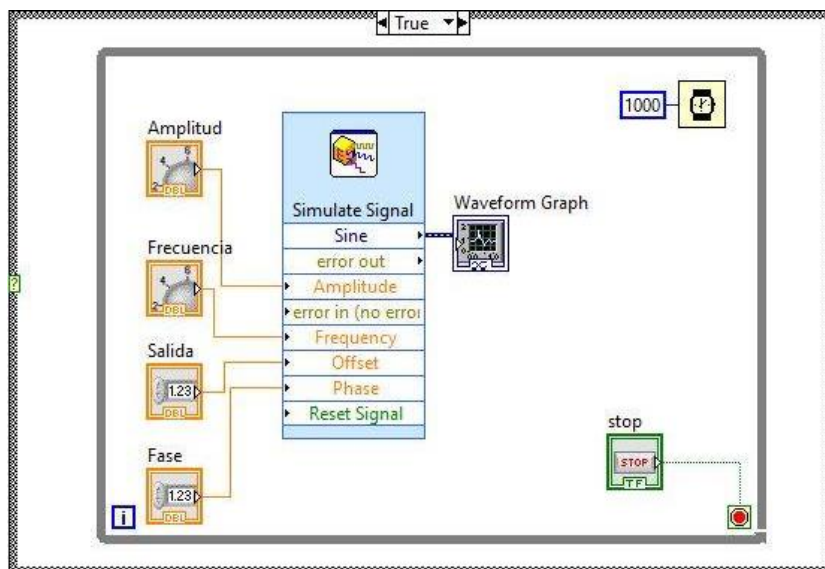 True
1000
Amplitud
DBL
Simulate Signal
Waveform Graph
Sine
error out
Frecuencia
DBL
Amplitude
error in (no error
Frequency
Salida
1.23
DBL
Offset
Phase
Reset Signal
stop
STOP
TF
Fase
1.23
DBL
i
?